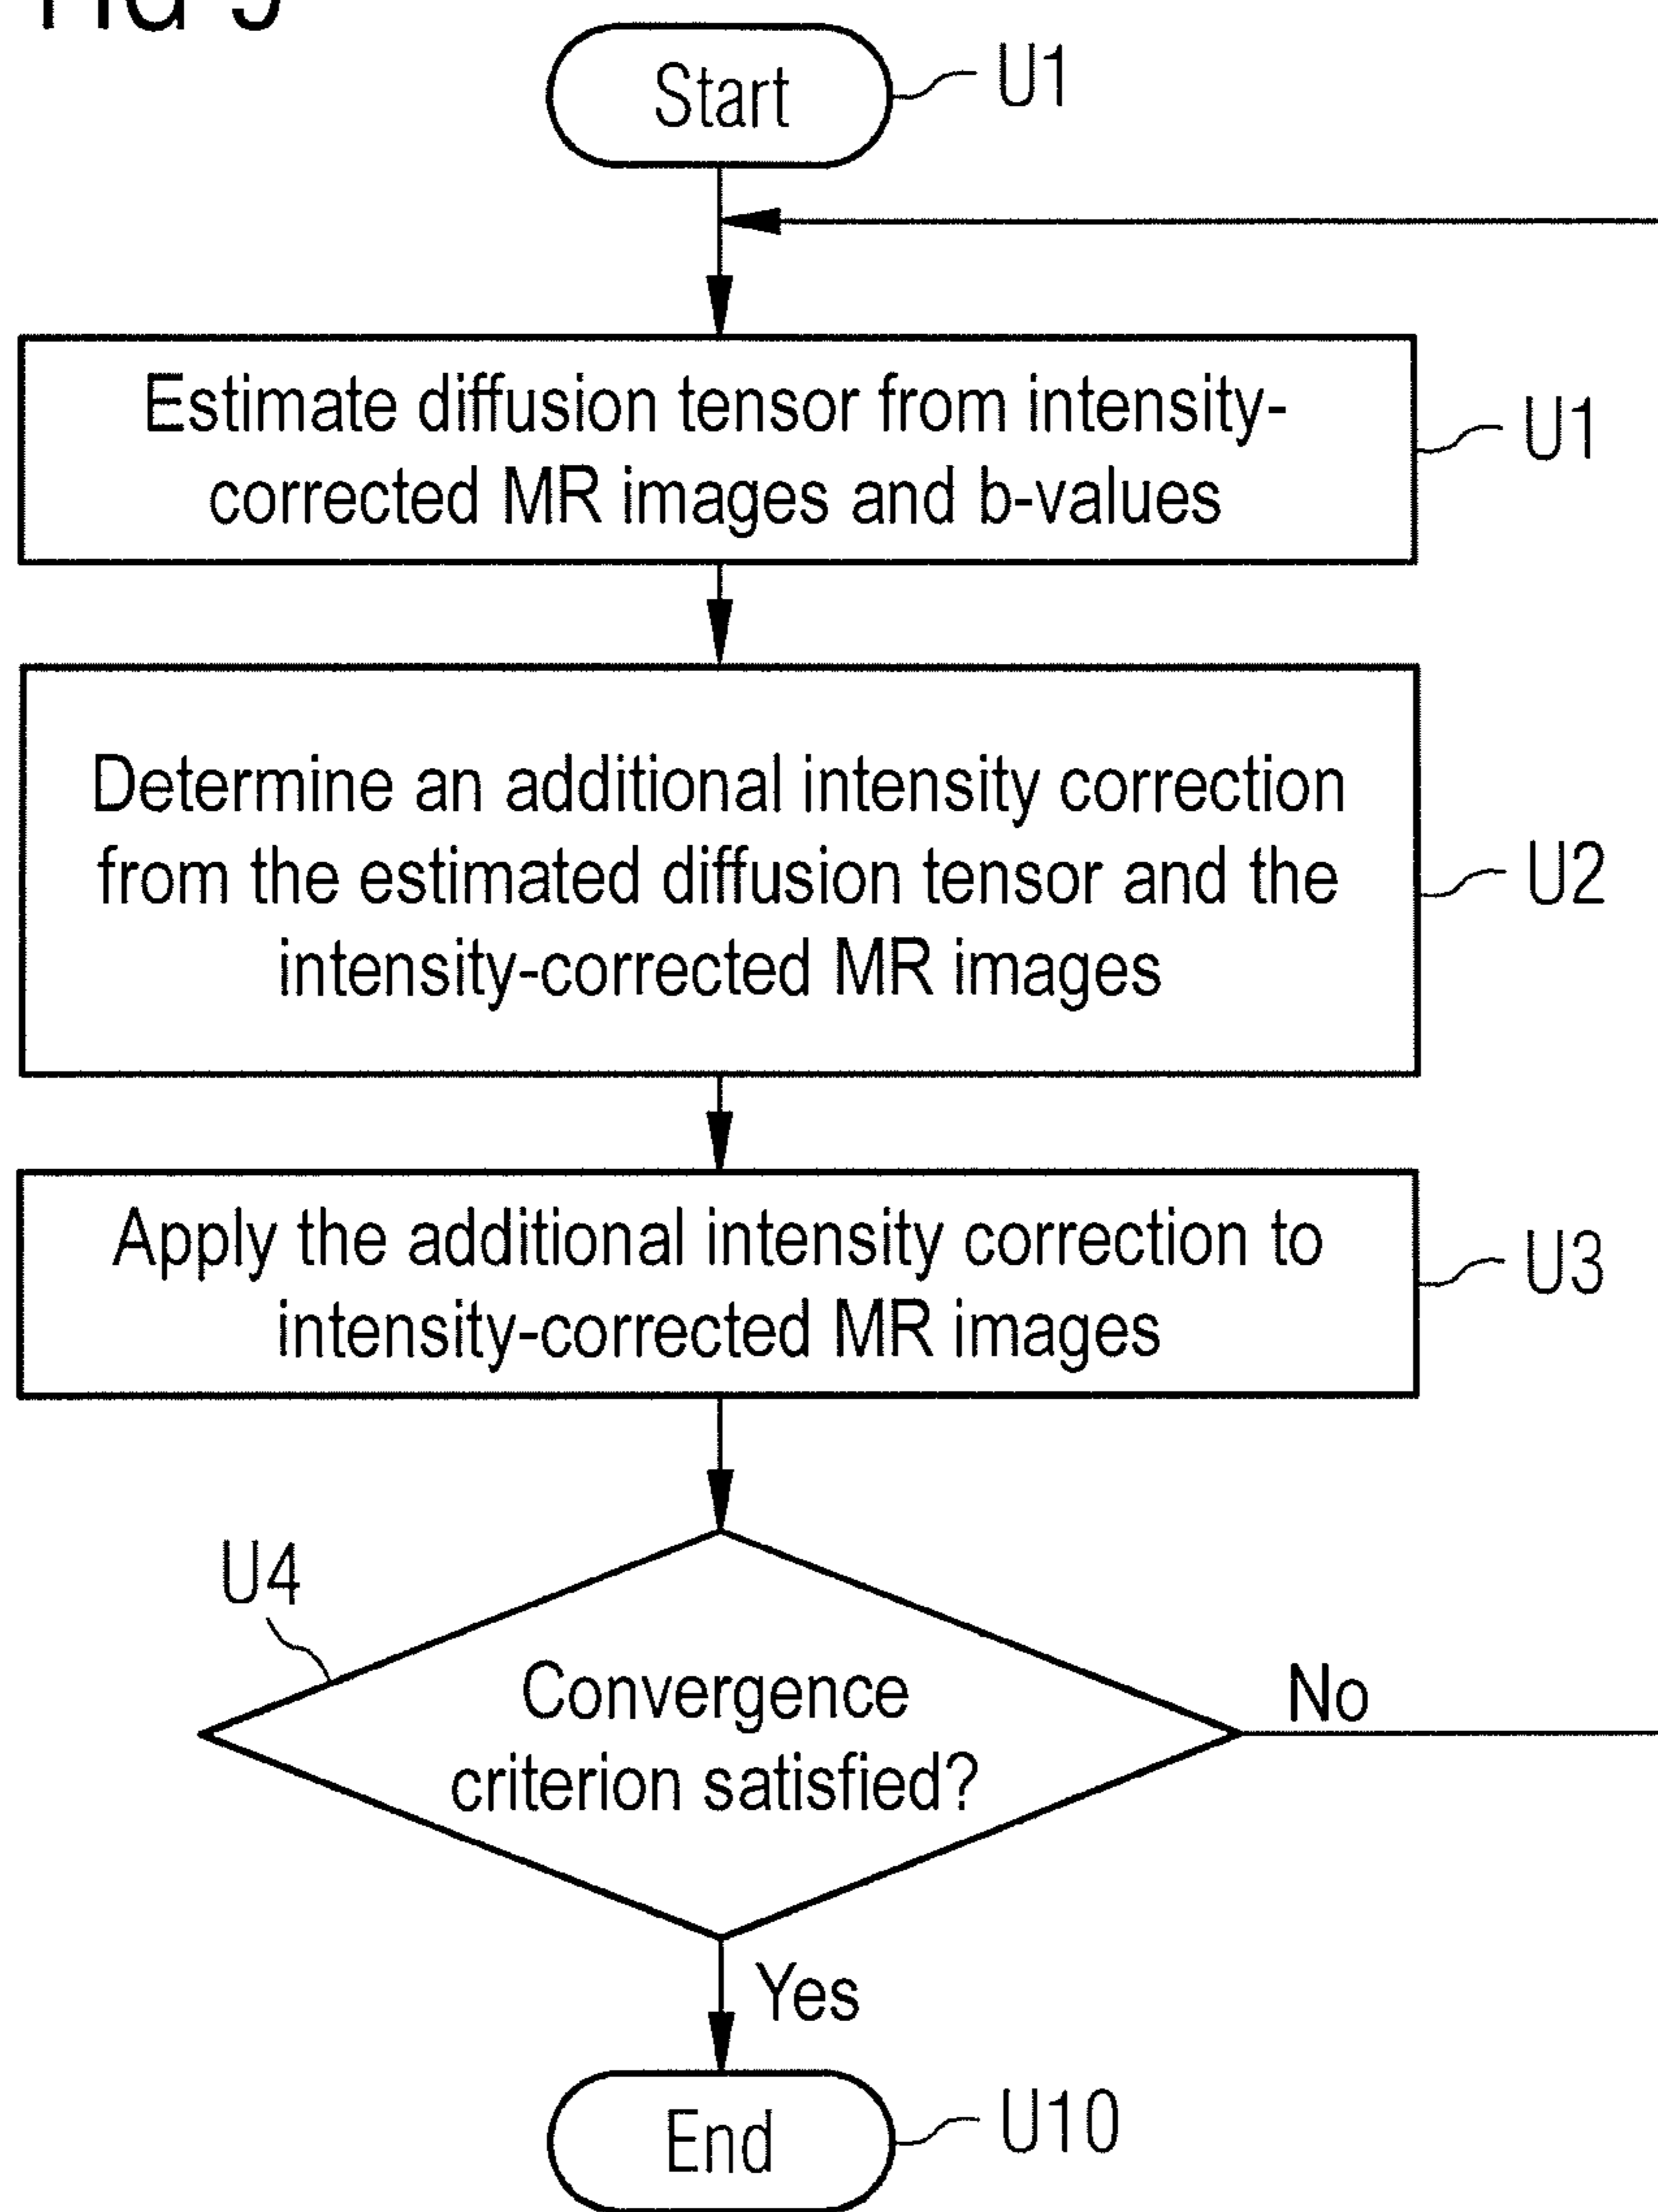 FIG 9
Start
U1
Estimate diffusion tensor from intensity-
corrected MR images and b-values
U1
Determine an additional intensity correction
from the estimated diffusion tensor and the
intensity-corrected MR images
U2
Apply the additional intensity correction to
intensity-corrected MR images
U3
U4
Convergence
criterion satisfied?
No
Yes
End
U10